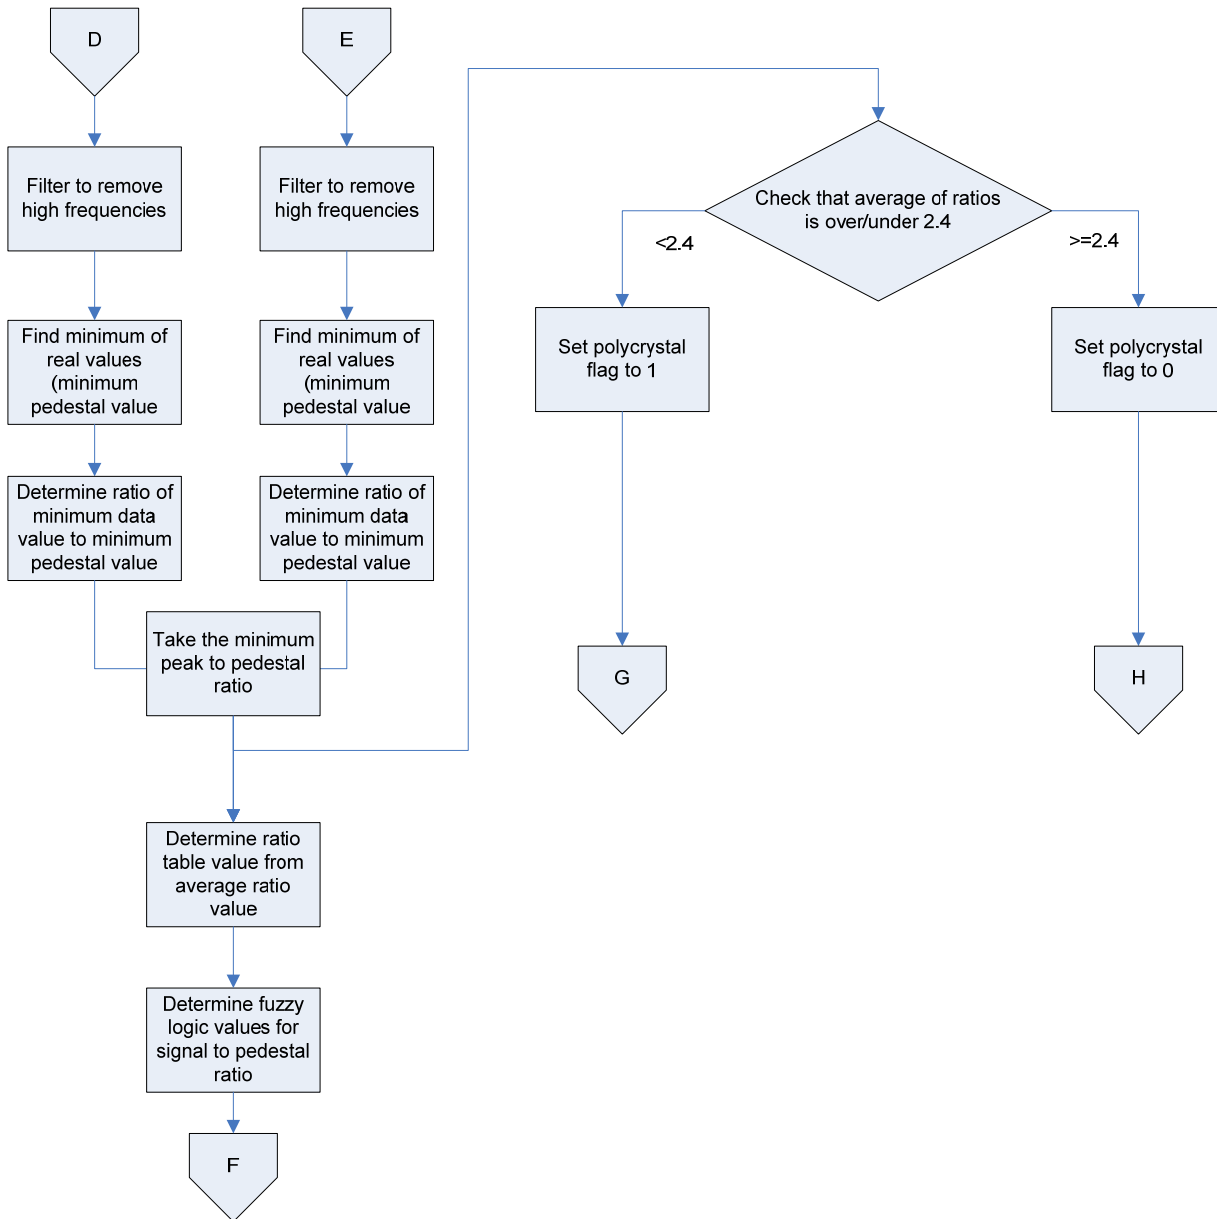 D
E
Filter to remove
high frequencies
Filter to remove
high frequencies
Find minimum of
real values
(minimum
pedestal value
Find minimum of
real values
(minimum
pedestal value
Determine ratio of
minimum data
value to minimum
pedestal value
Determine ratio of
minimum data
value to minimum
pedestal value
Take the minimum
peak to pedestal
ratio
Determine ratio
table value from
average ratio
value
Determine fuzzy
logic values for
signal to pedestal
ratio
F
Check that average of ratios
is over/under 2.4
<2.4
>=2.4
Set polycrystal
flag to 1
Set polycrystal
flag to 0
G
H